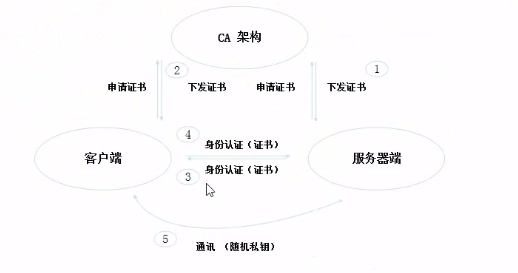 CA 架构
② ①
申请证书 下发证书 申请证书 下发证书
④
身份认证（证书）
客户端 服务器端
身份认证（证书）
③
⑤
通讯 （随机私钥）